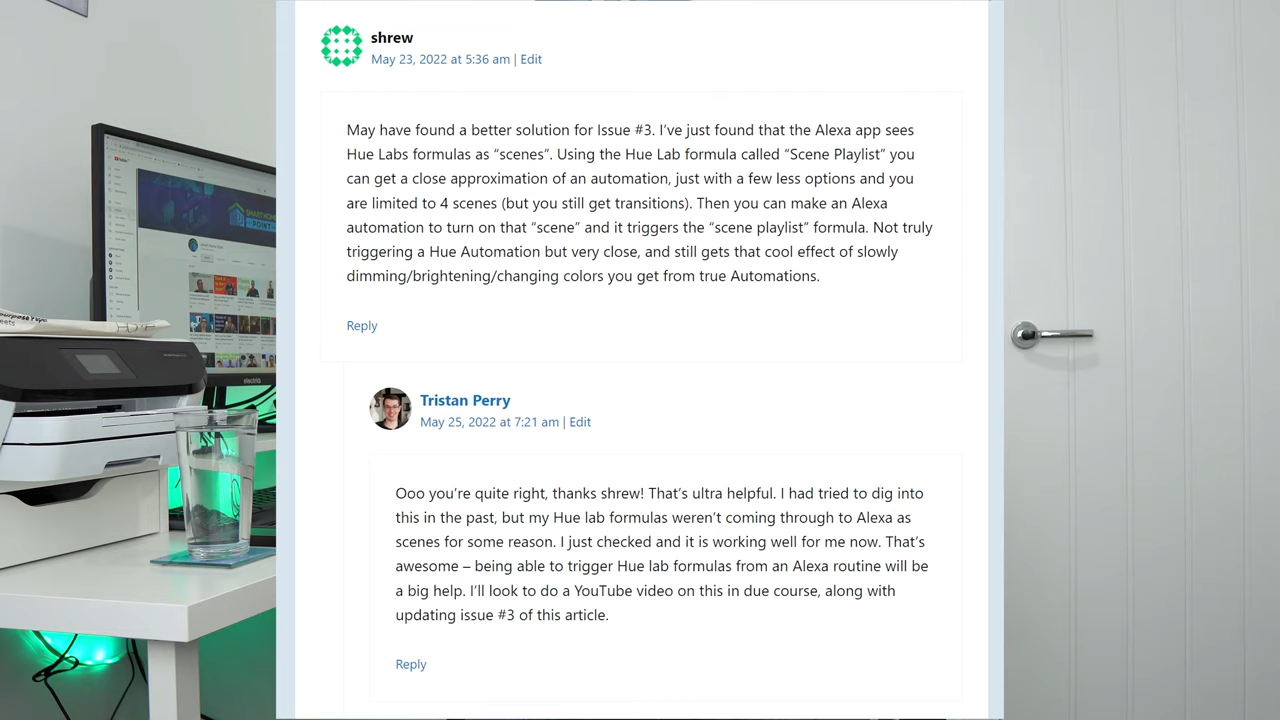 shrew
May 23, 2022 at 5:36 am | Edit
May have found a better solution for Issue #3. I’ve just found that the Alexa app sees
Hue Labs formulas as “scenes”. Using the Hue Lab formula called “Scene Playlist” you
can get a close approximation of an automation, just with a few less options and you
are limited to 4 scenes (but you still get transitions). Then you can make an Alexa
automation to turn on that “scene” and it triggers the “scene playlist” formula. Not truly
triggering a Hue Automation but very close, and still gets that cool effect of slowly
dimming/brightening/changing colors you get from true Automations.
Reply
Tristan Perry
May 25, 2022 at 7:21 am | Edit
Ooo you’re quite right, thanks shrew! That’s ultra helpful. I had tried to dig into
this in the past, but my Hue lab formulas weren’t coming through to Alexa as
scenes for some reason. I just checked and it is working well for me now. That’s
awesome – being able to trigger Hue lab formulas from an Alexa routine will be
a big help. I’ll look to do a YouTube video on this in due course, along with
updating issue #3 of this article.
Reply
SMART HOME
POINT
electriq